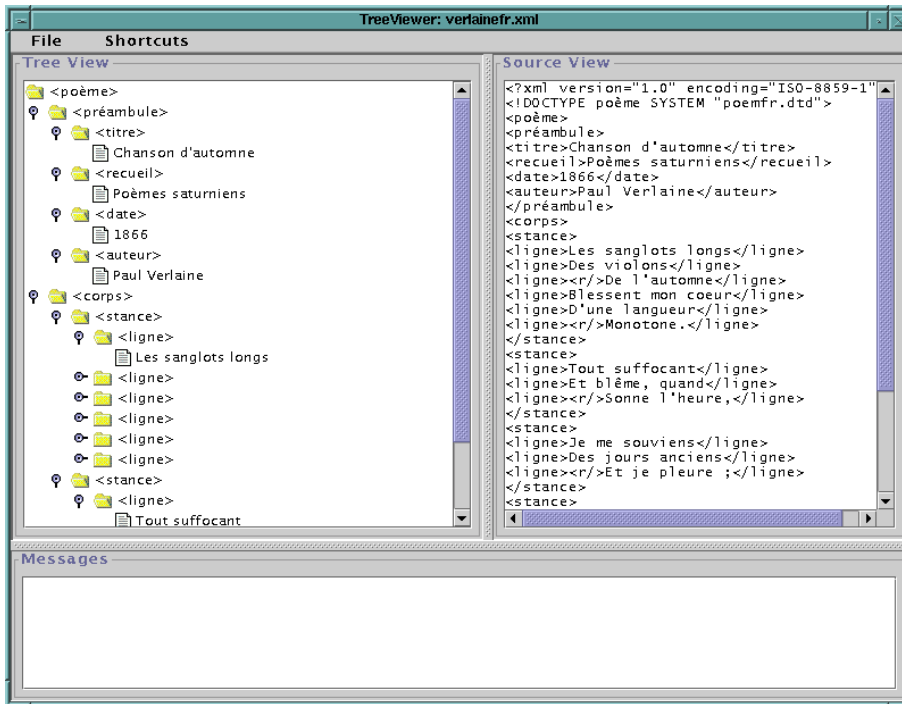 TreeViewer: verlainefr.xml
File Shortcuts
Tree View
<poème>
<préambule>
<titre>
Chanson d'automne
<recueil>
Poèmes saturniens
<date>
1866
<auteur>
Paul Verlaine
<corps>
<stance>
<ligne>
Les sanglots longs
<ligne>
<ligne>
<ligne>
<ligne>
<ligne>
<stance>
<ligne>
Tout suffocant
Source View
<?xml version="1.0" encoding="ISO-8859-1"
<!DOCTYPE poème SYSTEM "poemfr.dtd">
<poème>
<préambule>
<titre>Chanson d'automne</titre>
<recueil>Poèmes saturniens</recueil>
<date>1866</date>
<auteur>Paul Verlaine</auteur>
</préambule>
<corps>
<stance>
<ligne>Les sanglots longs</ligne>
<ligne>Des violons</ligne>
<ligne><r/>De l'automne</ligne>
<ligne>Blessent mon coeur</ligne>
<ligne>D'une langueur</ligne>
<ligne><r/>Monotone.</ligne>
</stance>
<stance>
<ligne>Tout suffocant</ligne>
<ligne>Et blême, quand</ligne>
<ligne><r/>Sonne l'heure,</ligne>
</stance>
<stance>
<ligne>Je me souviens</ligne>
<ligne>Des jours anciens</ligne>
<ligne><r/>Et je pleure ;</ligne>
</stance>
<stance>
Messages